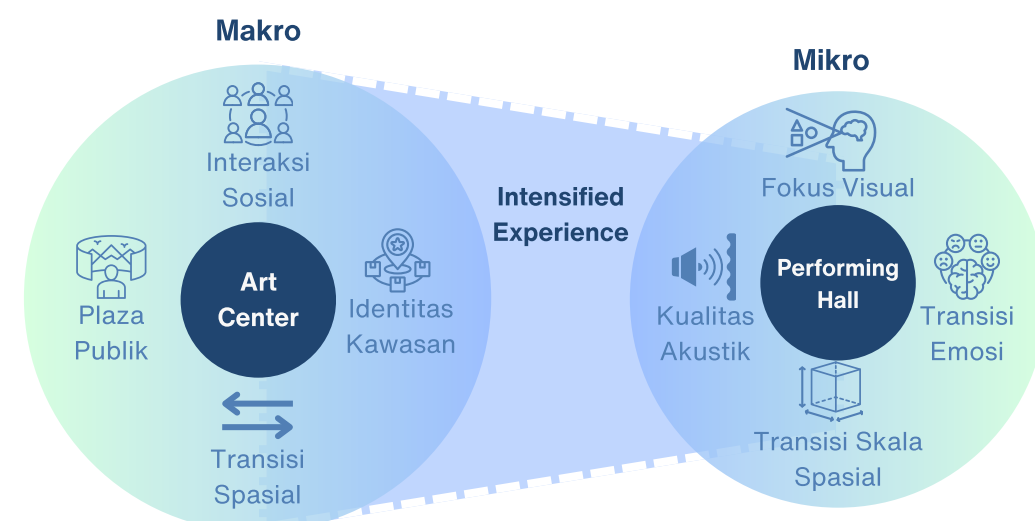 Makro
Interaksi
Sosial
Plaza
Publik
Art
Center
Identitas
Kawasan
Transisi
Spasial
Intensified
Experience
Mikro
Fokus Visual
Kualitas
Akustik
Performing
Hall
Transisi
Emosi
Transisi Skala
Spasial